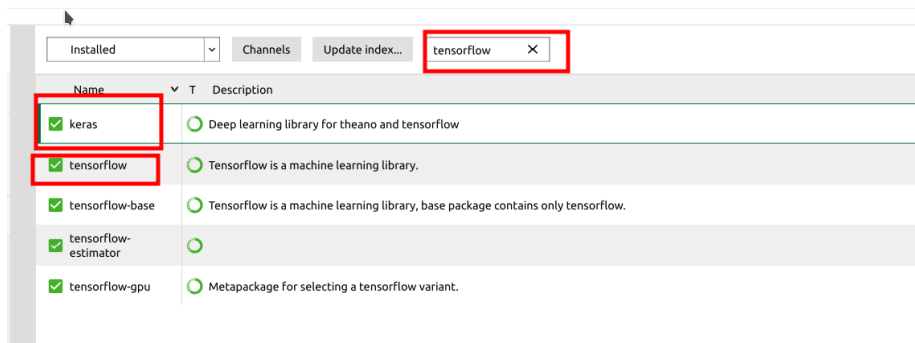 Installed Channels Update index... tensorflow
Name T Description
keras Deep learning library for theano and tensorflow
tensorflow Tensorflow is a machine learning library.
tensorflow-base Tensorflow is a machine learning library, base package contains only tensorflow.
tensorflow-
estimator
tensorflow-gpu Metapackage for selecting a tensorflow variant.